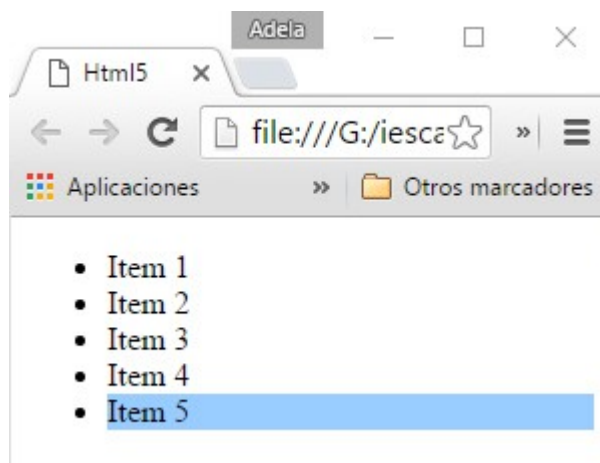 Adela
Html5
file:///G:/iesca
Aplicaciones » Otros marcadores
Item 1
Item 2
Item 3
Item 4
Item 5